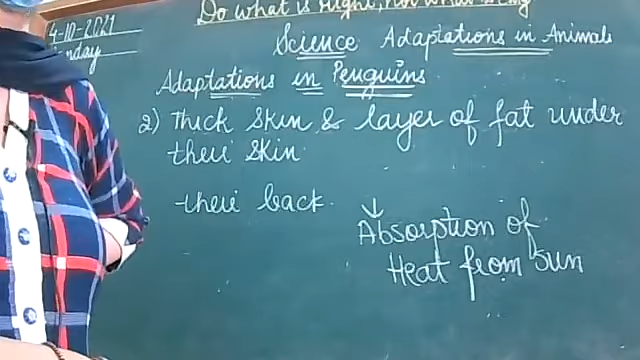 Do what is right, not what is easy
4-10-2021
Science Adaptations in Animals
Adaptations in Penguins
2) Thick skin & layer of fat under
their skin.
their back.
Absorption of
Heat from Sun